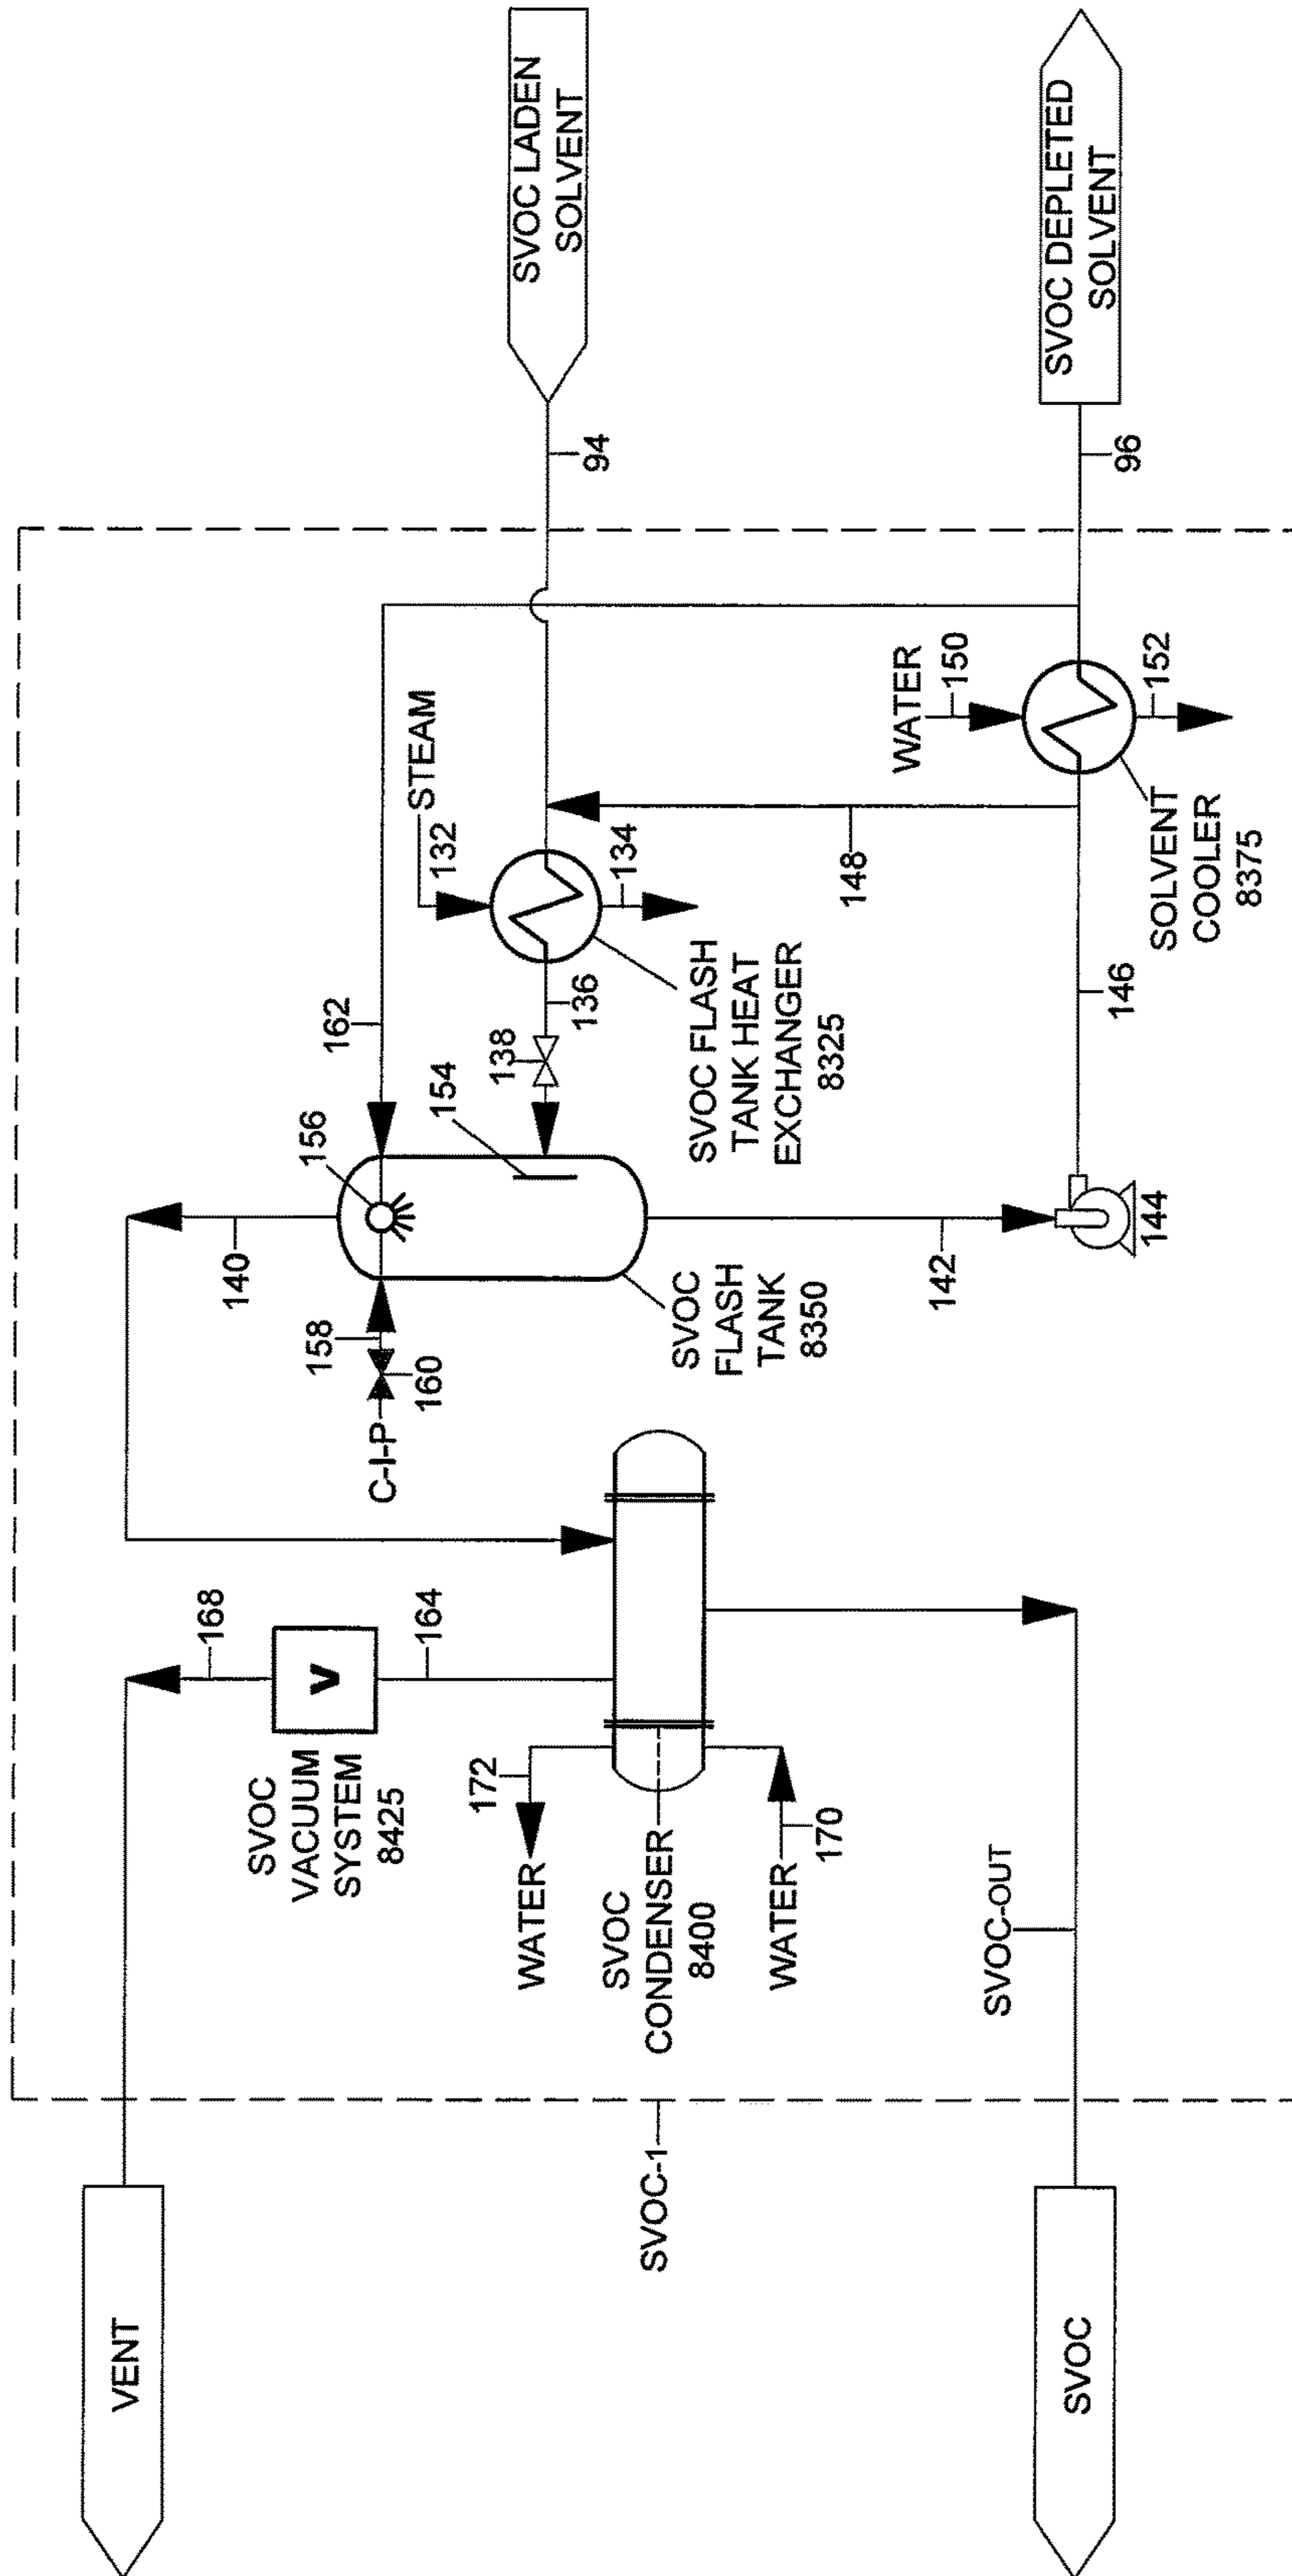 VENT
SVOC
SVOC-1
168
SVOC
VACUUM
SYSTEM
8425
V
164
172
WATER
SVOC
CONDENSER
8400
WATER
170
SVOC-OUT
140
156
162
158
160
C-I-P
154
138
136
STEAM
132
134
SVOC FLASH
TANK HEAT
EXCHANGER
8325
SVOC
FLASH
TANK
8350
142
144
146
148
WATER
150
152
SOLVENT
COOLER
8375
SVOC LADEN
SOLVENT
94
SVOC DEPLETED
SOLVENT
96